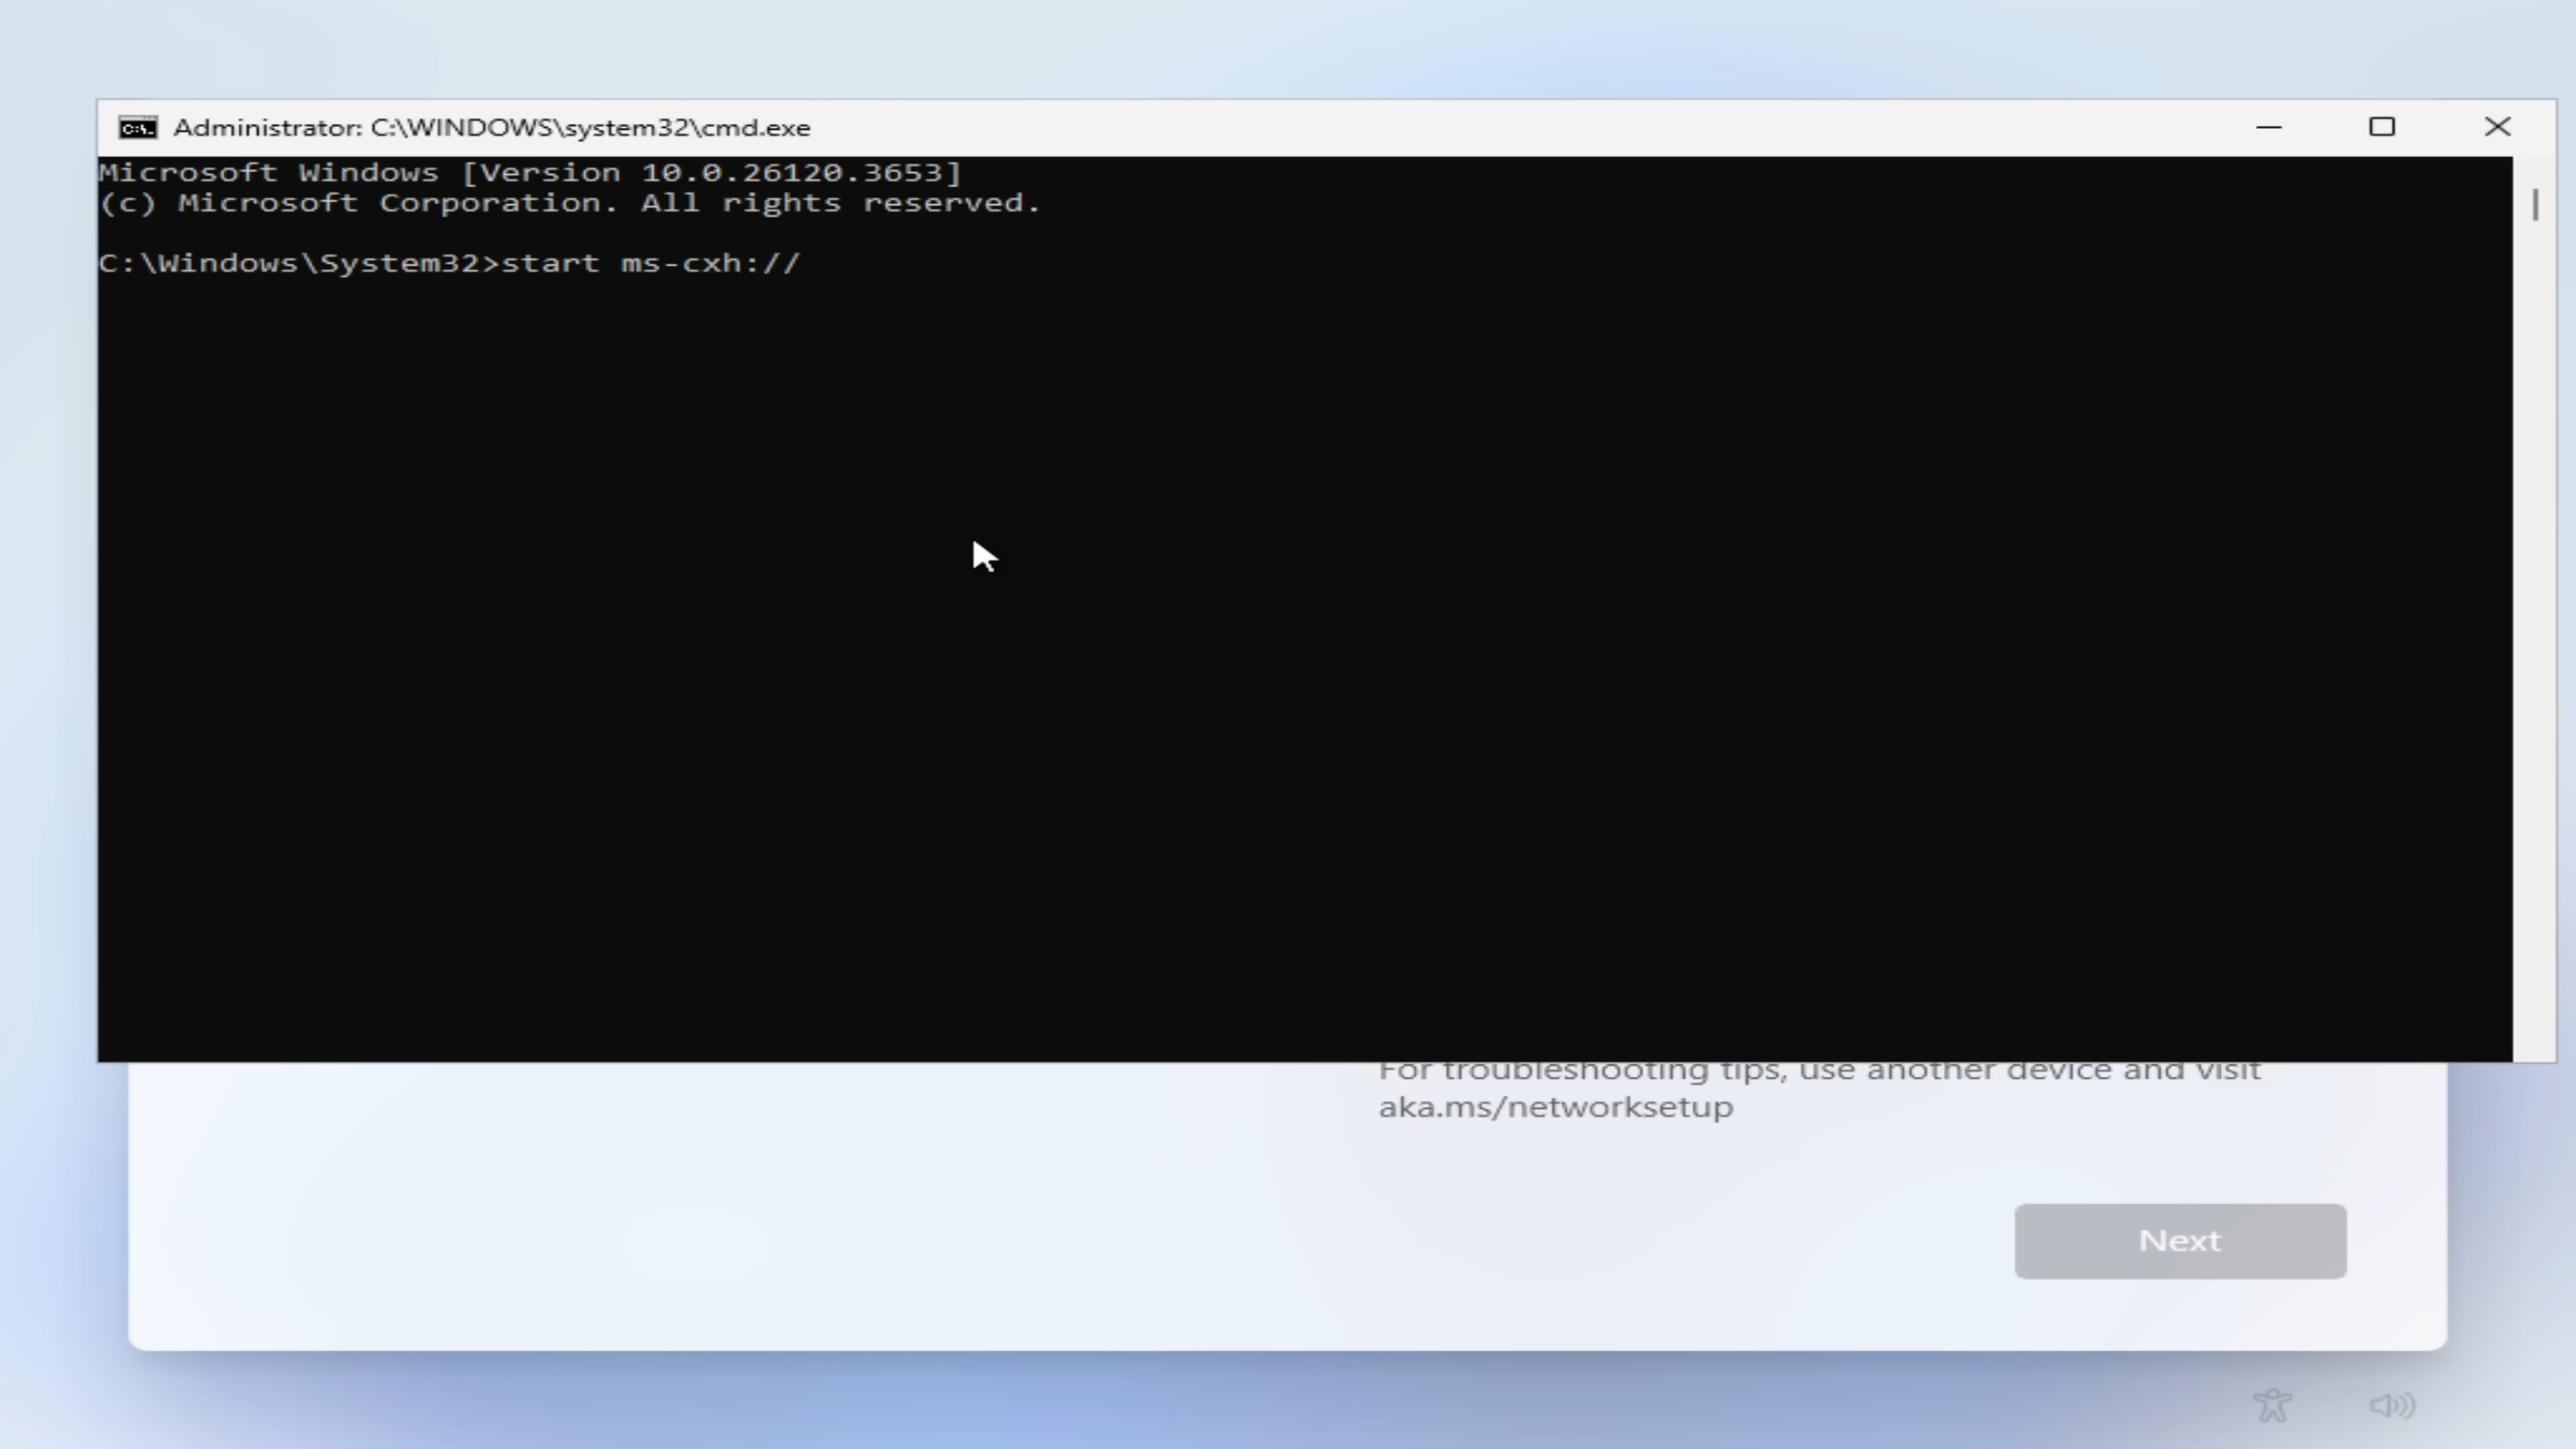 Administrator: C:\WINDOWS\system32\cmd.exe
Microsoft Windows [Version 10.0.26120.3653]
(c) Microsoft Corporation. All rights reserved.
C:\Windows\System32>start ms-cxh://
For troubleshooting tips, use another device and visit
aka.ms/networksetup
Next